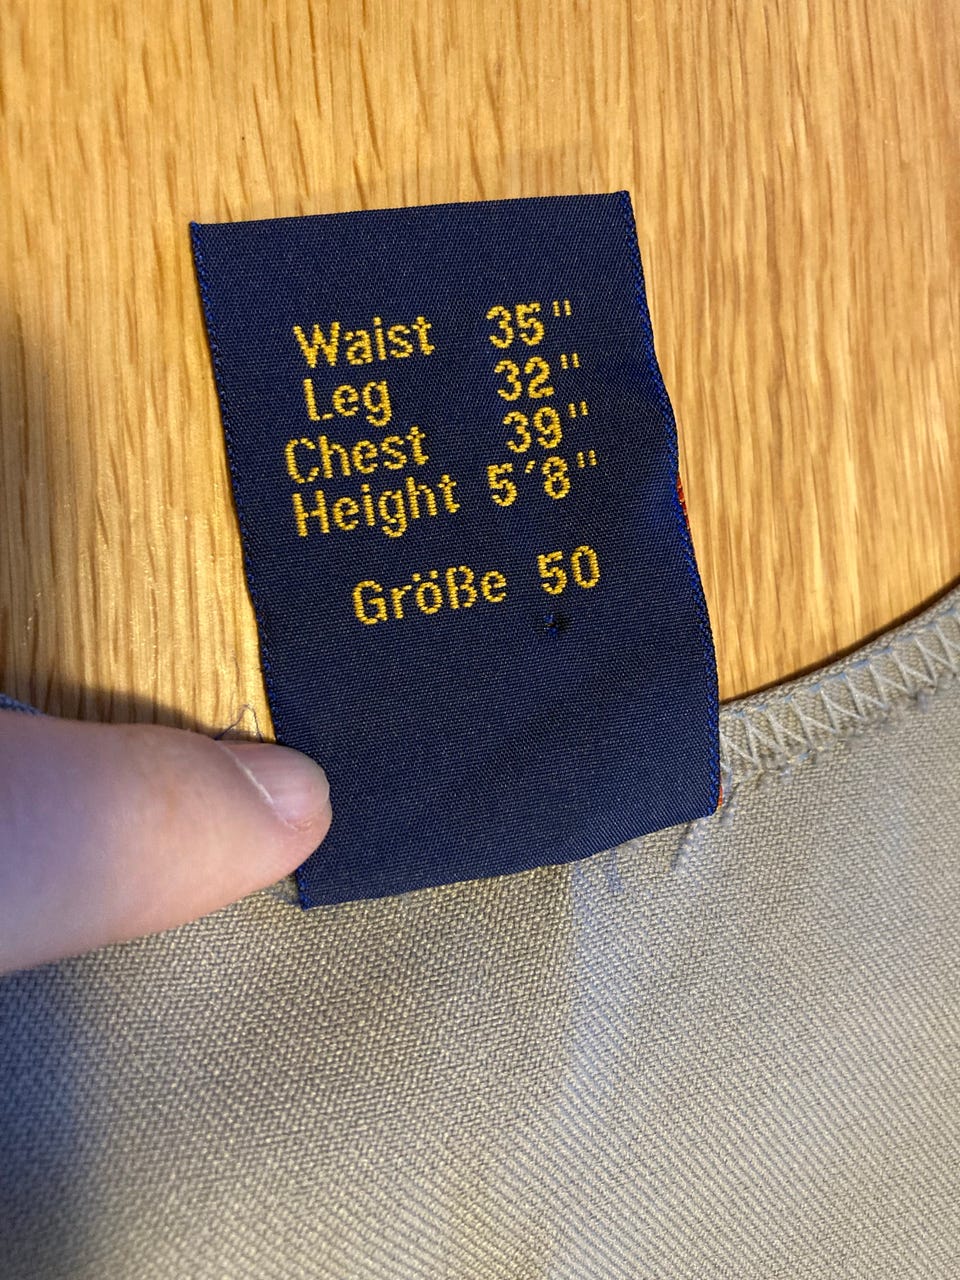 Waist 35"
Leg 32"
Chest 39"
Height 5´8"
Größe 50